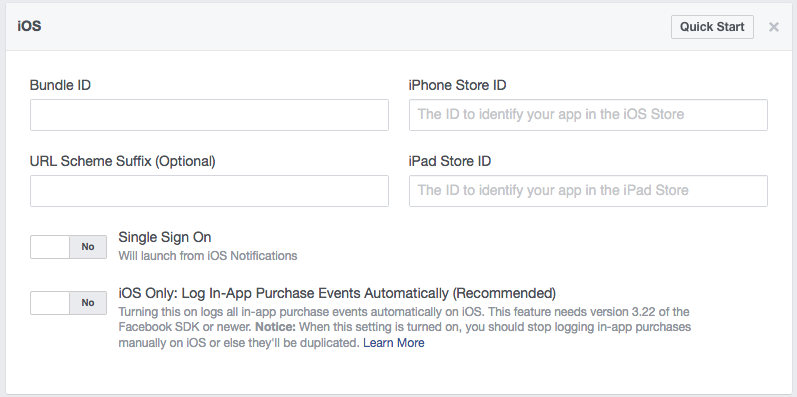 iOS
Quick Start
×
Bundle ID
iPhone Store ID
The ID to identify your app in the iOS Store
URL Scheme Suffix (Optional)
iPad Store ID
The ID to identify your app in the iPad Store
No
Single Sign On
Will launch from iOS Notifications
No
iOS Only: Log In-App Purchase Events Automatically (Recommended)
Turning this on logs all in-app purchase events automatically on iOS. This feature needs version 3.22 of the
Facebook SDK or newer. Notice: When this setting is turned on, you should stop logging in-app purchases
manually on iOS or else they'll be duplicated. Learn More